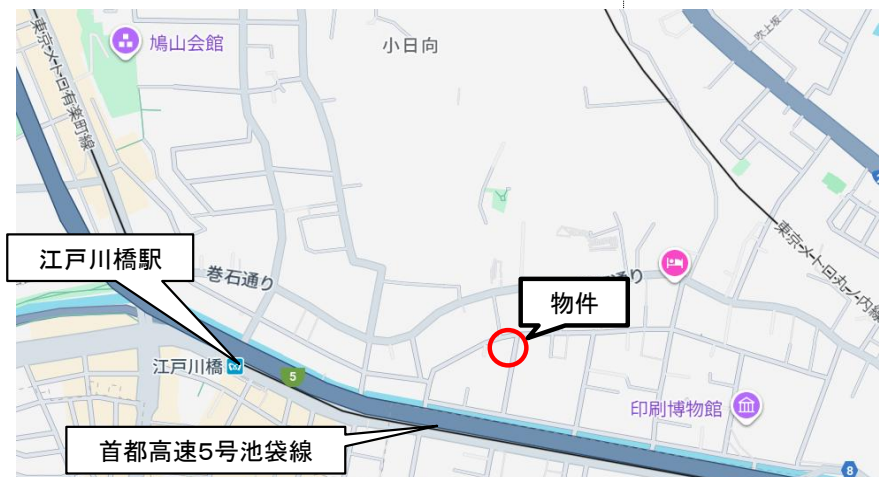 鳩山会館
小日向
吹上坂
東京メトロ有楽町線
江戸川橋駅
巻石通り
通り
物件
東京メトロ丸ノ内線
江戸川橋
5
印刷博物館
首都高速5号池袋線
8